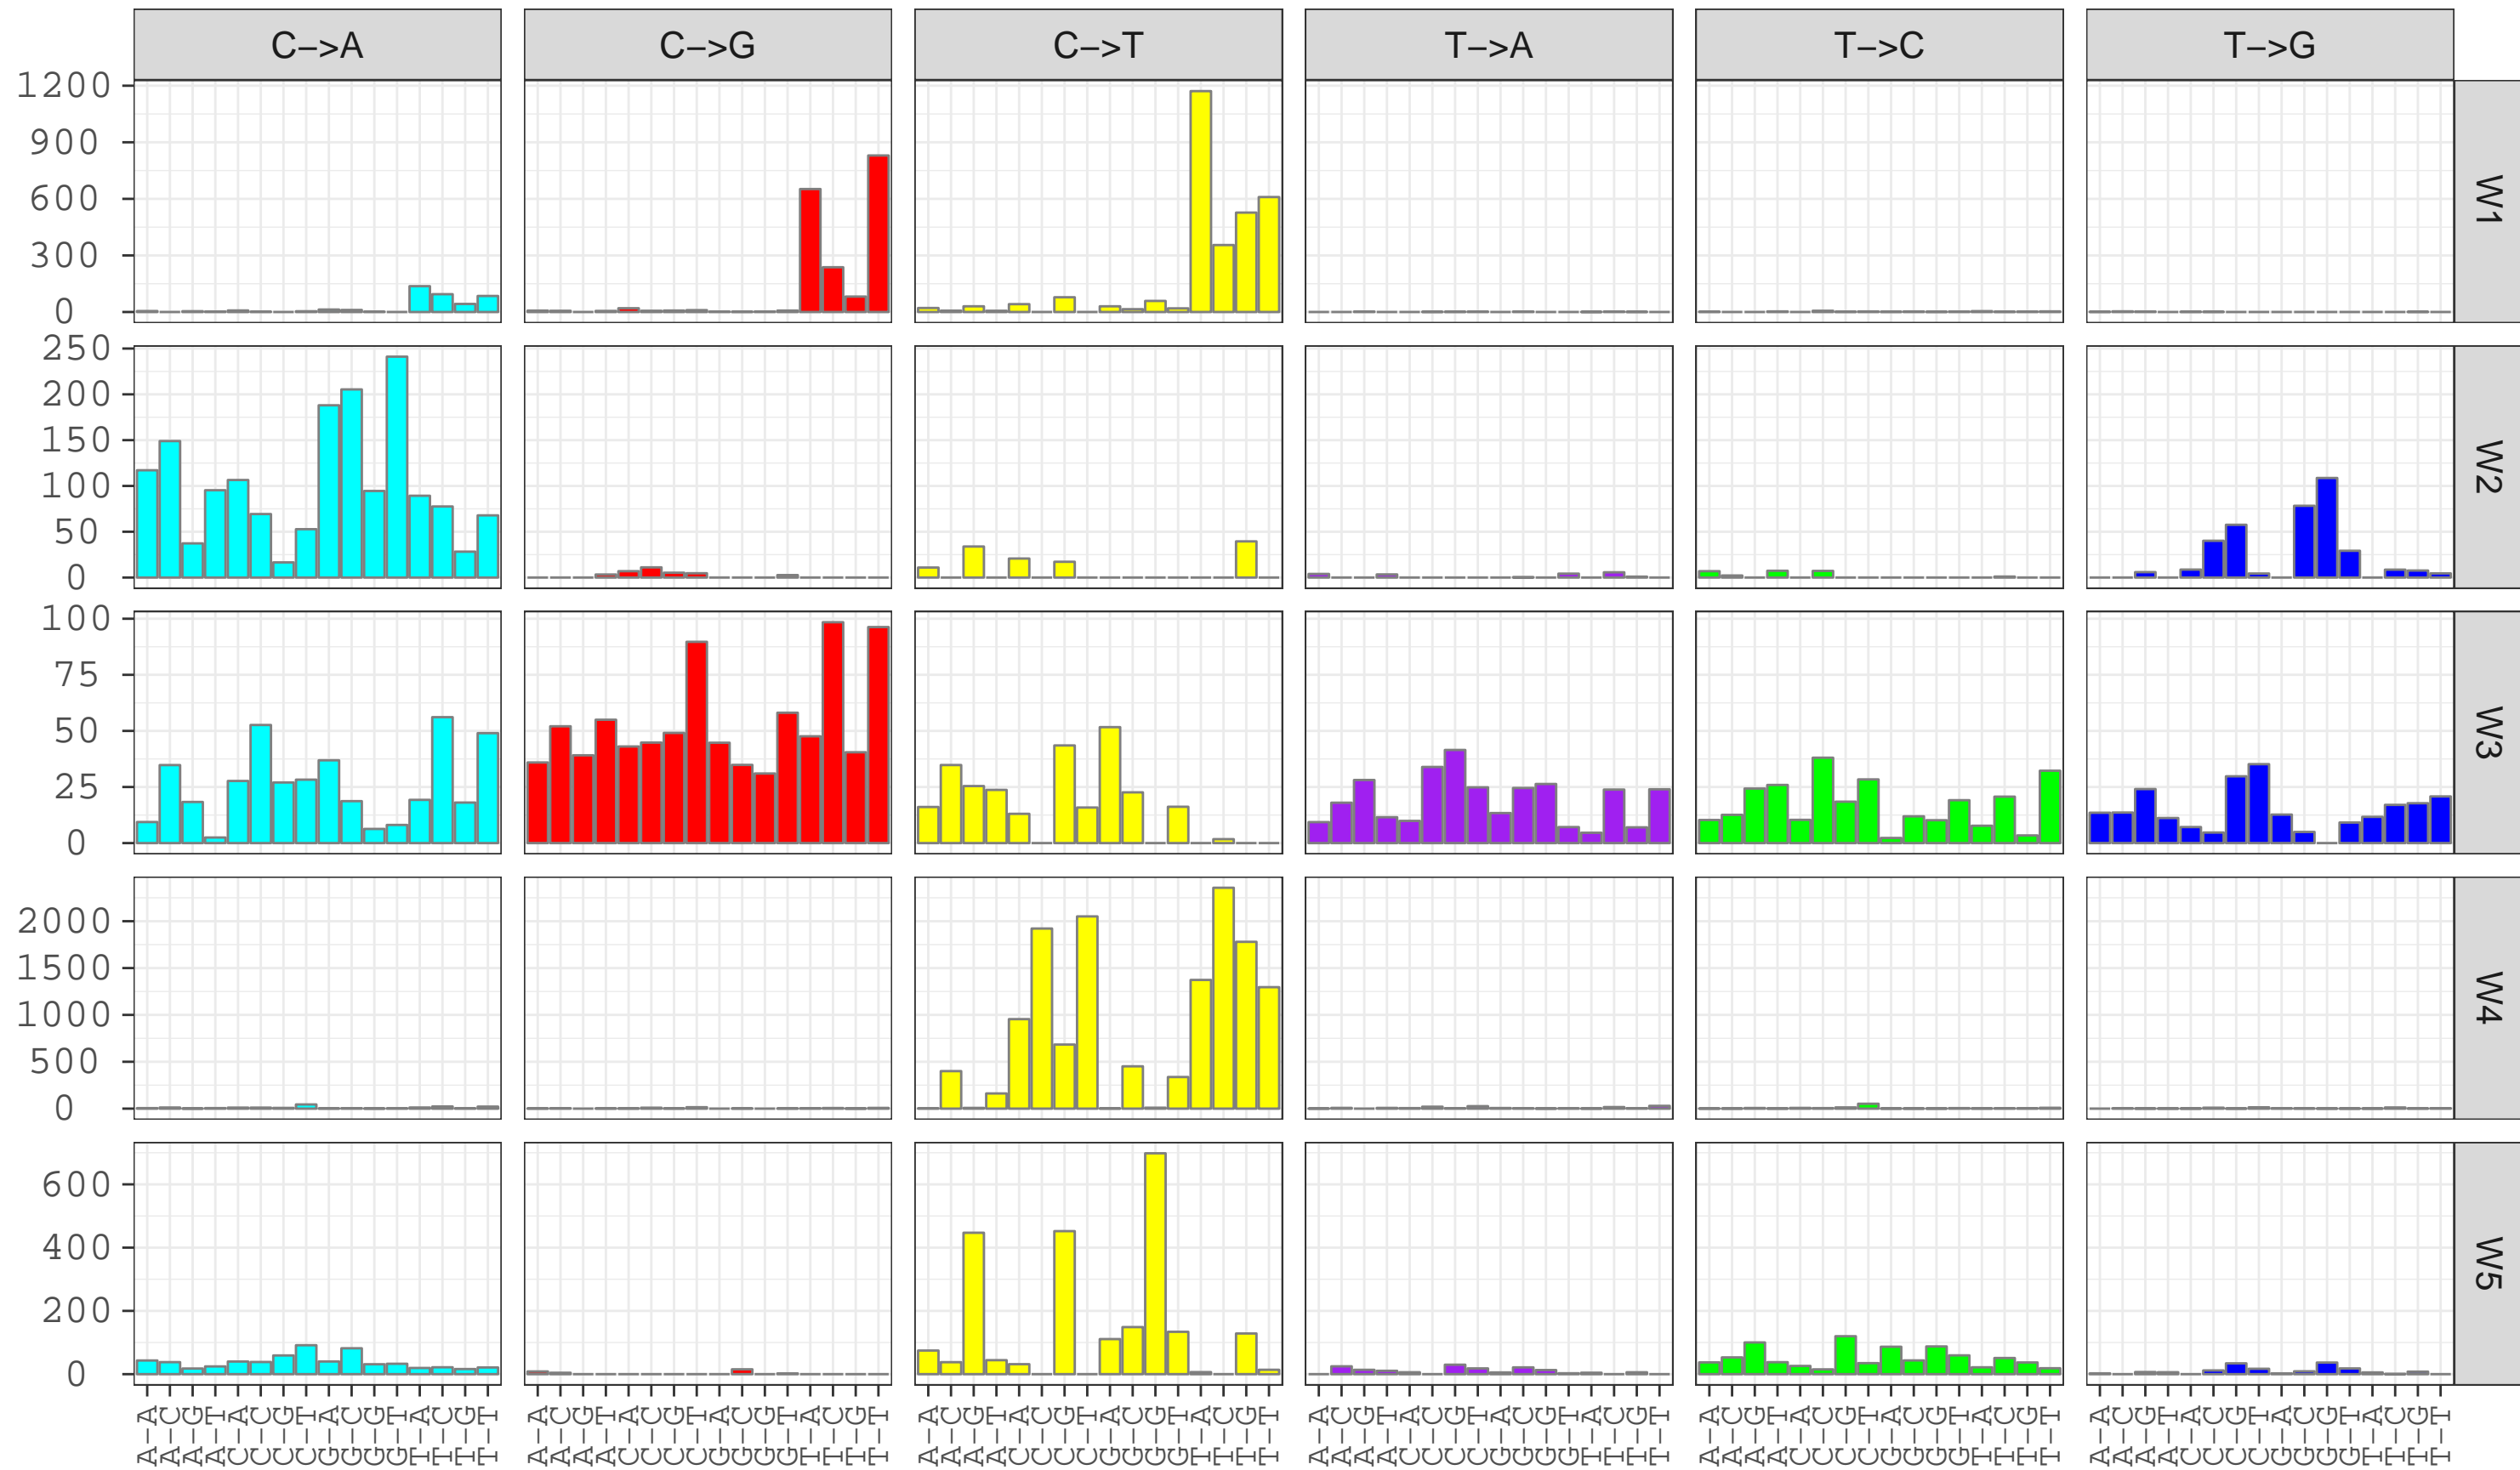 C->A C->G C->T T->A T->C T->G
1200
900
600
300
0
W1
250
200
150
100
50
0
W2
100
75
50
25
0
W3
2000
1500
1000
500
0
W4
600
400
200
0
W5
A-A A-C A-G A-T C-A C-C C-G C-T G-A G-C G-G G-T T-A T-C T-G T-T
A-A A-C A-G A-T C-A C-C C-G C-T G-A G-C G-G G-T T-A T-C T-G T-T
A-A A-C A-G A-T C-A C-C C-G C-T G-A G-C G-G G-T T-A T-C T-G T-T
A-A A-C A-G A-T C-A C-C C-G C-T G-A G-C G-G G-T T-A T-C T-G T-T
A-A A-C A-G A-T C-A C-C C-G C-T G-A G-C G-G G-T T-A T-C T-G T-T
A-A A-C A-G A-T C-A C-C C-G C-T G-A G-C G-G G-T T-A T-C T-G T-T